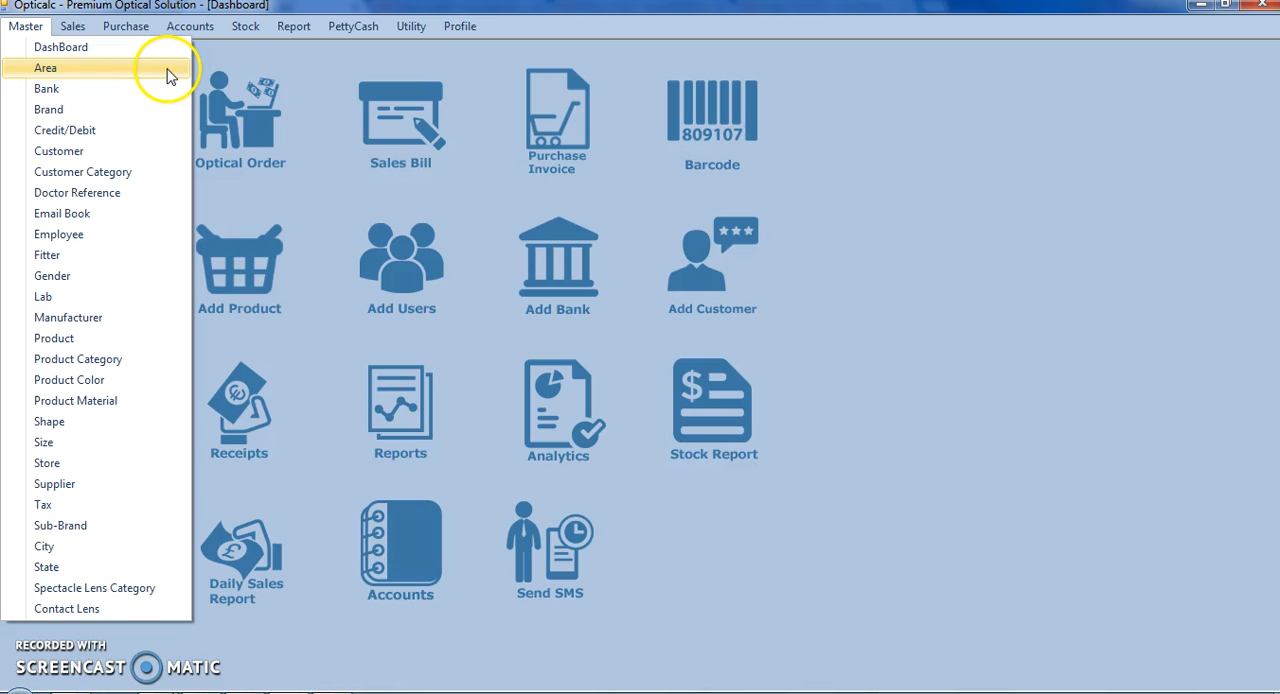 Opticalc - Premium Optical Solution - [Dashboard]
Master Sales Purchase Accounts Stock Report PettyCash Utility Profile
DashBoard
Area
Bank
Brand
Credit/Debit
Customer
Customer Category
Doctor Reference
Email Book
Employee
Fitter
Gender
Lab
Manufacturer
Product
Product Category
Product Color
Product Material
Shape
Size
Store
Supplier
Tax
Sub-Brand
City
State
Spectacle Lens Category
Contact Lens
Optical Order
Sales Bill
Purchase
Invoice
809107
Barcode
Add Product
Add Users
Add Bank
Add Customer
Receipts
Reports
Analytics
$
Stock Report
£
Daily Sales
Report
Accounts
Send SMS
RECORDED WITH
SCREENCAST MATIC